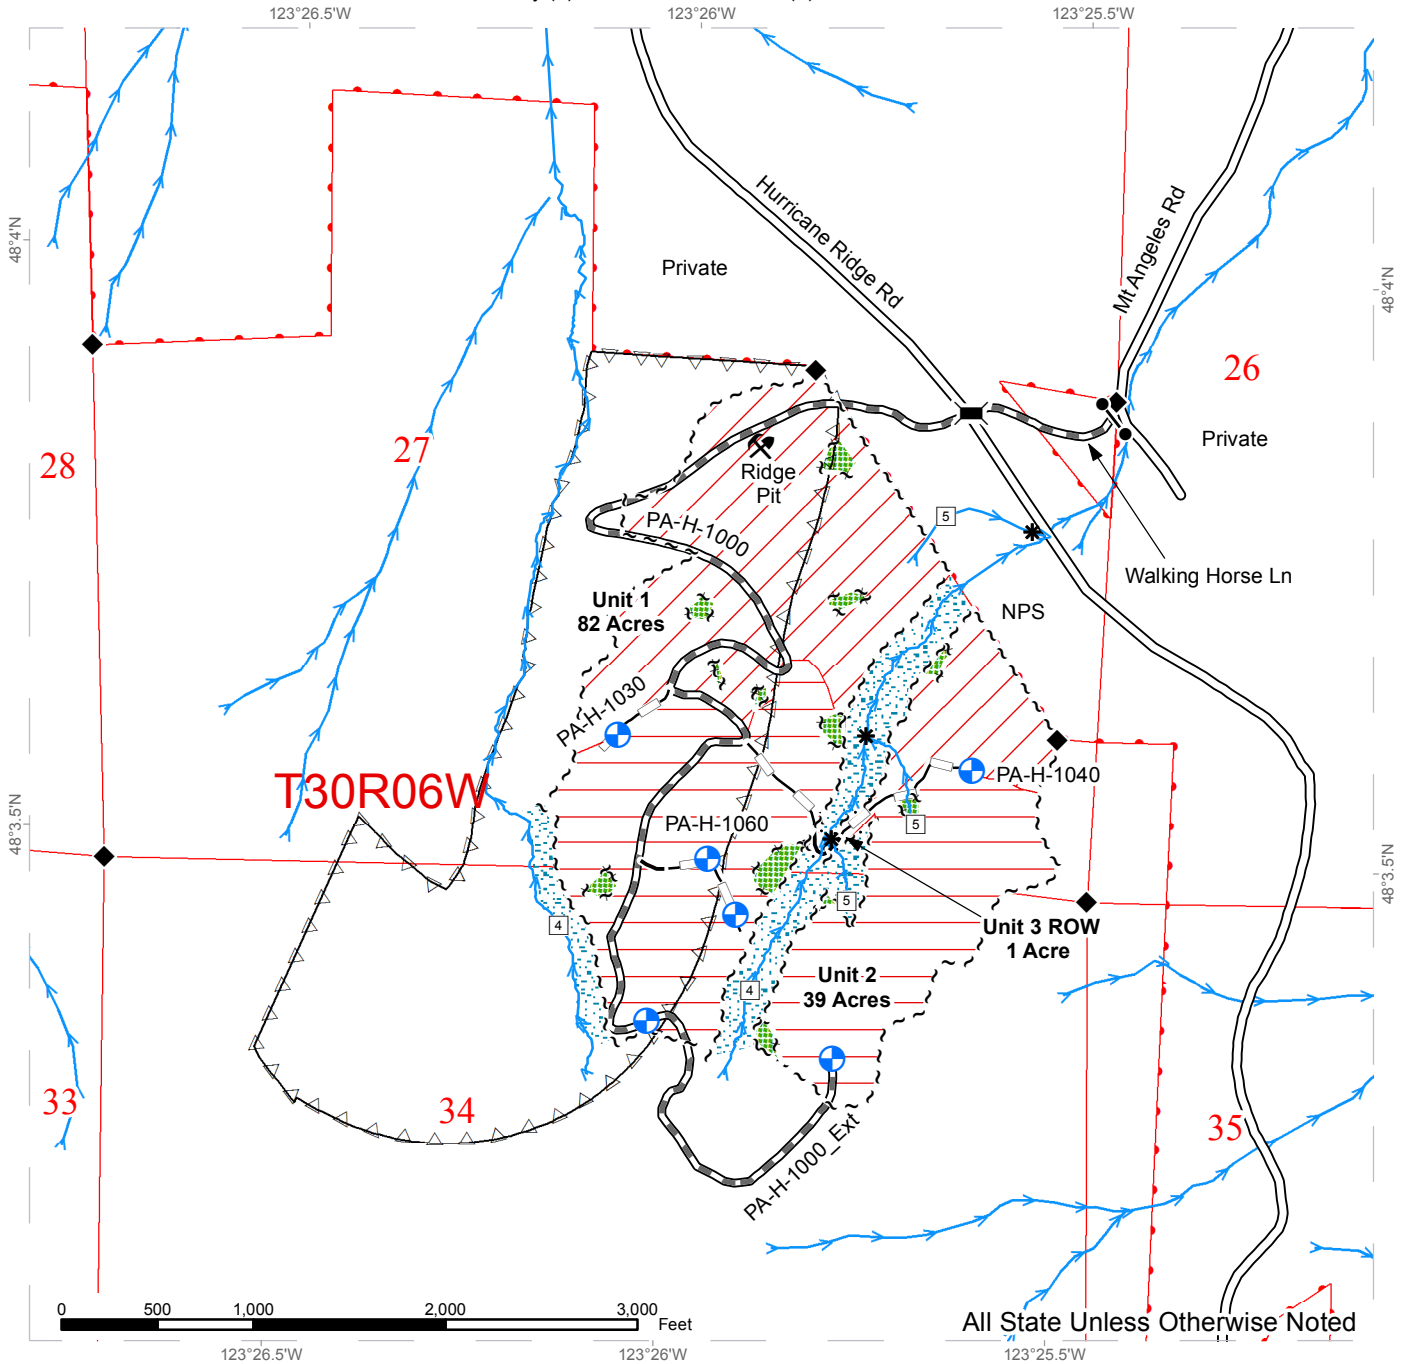 123°26.5'W
123°26'W
123°25.5'W
48°4'N
48°4'N
Hurricane Ridge Rd
Mt Angeles Rd
Private
26
Private
27
28
Ridge
Pit
PA-H-1000
5
Walking Horse Ln
Unit 1
82 Acres
NPS
PA-H-1030
T30R06W
PA-H-1040
PA-H-1060
5
48°3.5'N
48°3.5'N
5
4
Unit 3 ROW
1 Acre
Unit 2
39 Acres
4
33
34
35
PA-H-1000_Ext
0 500 1,000 2,000 3,000
Feet
All State Unless Otherwise Noted
123°26.5'W
123°26'W
123°25.5'W